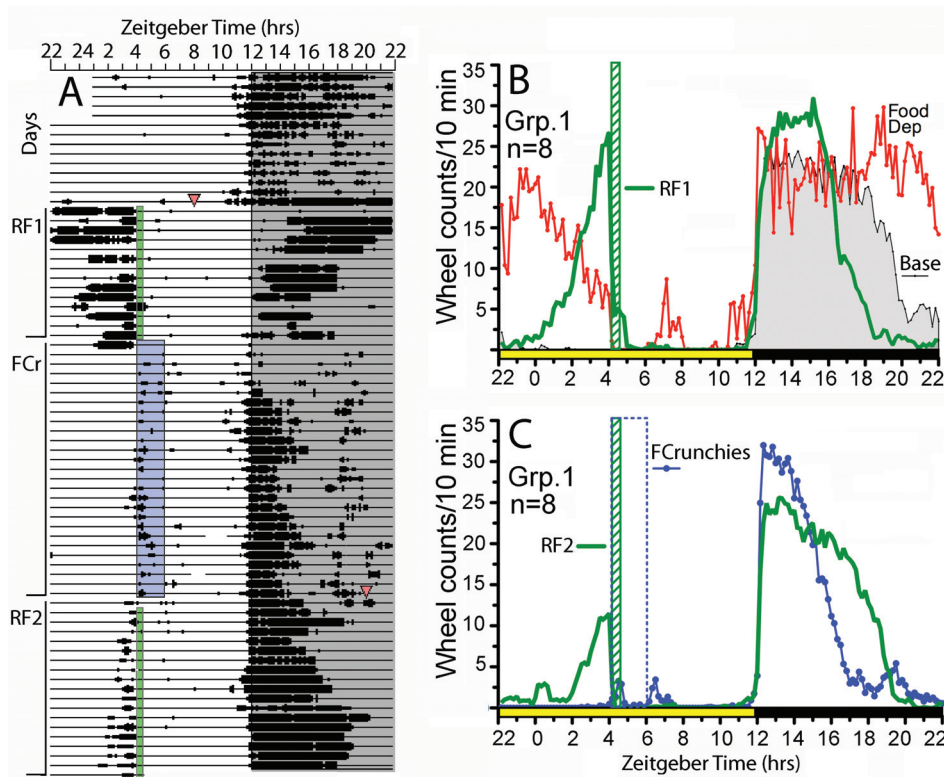 Zeitgeber Time (hrs)
22 24 2 4 6 8 10 12 14 16 18 20 22
A
Days
RF1
FCr
RF2
B
Wheel counts/10 min
35
30
25
20
15
10
5
Grp.1
n=8
RF1
Food
Dep
Base
22 0 2 4 6 8 10 12 14 16 18 20 22
C
Wheel counts/10 min
35
30
25
20
15
10
5
Grp.1
n=8
FCrunchies
RF2
22 0 2 4 6 8 10 12 14 16 18 20 22
Zeitgeber Time (hrs)